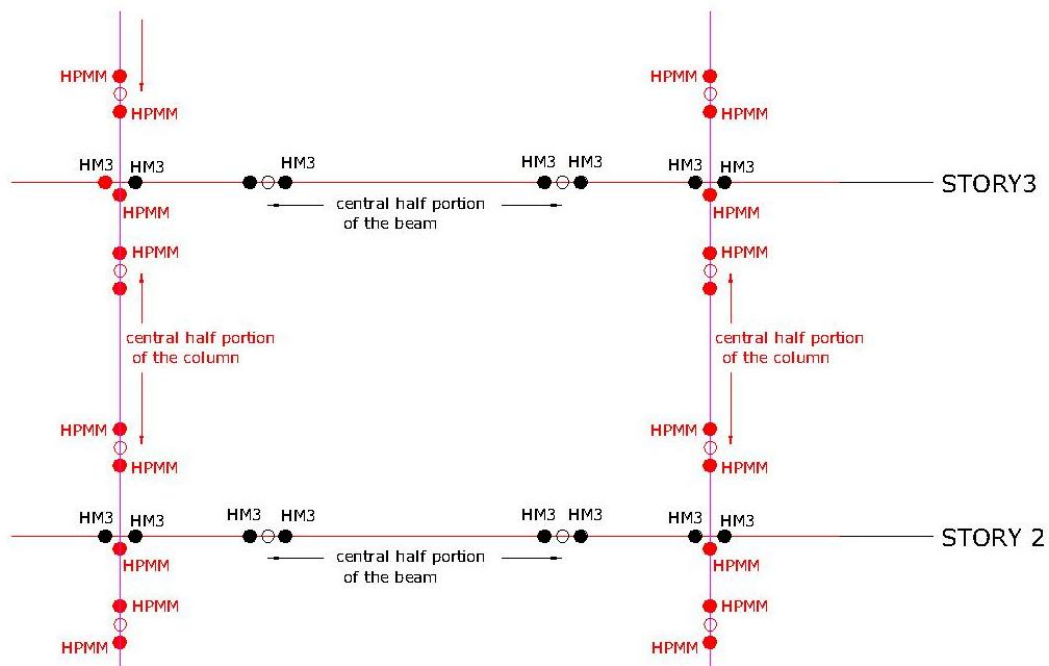 HPMM
HPMM
HPMM
HPMM
HM3
HM3
HM3
HM3
HM3
HM3
STORY3
HPMM
HPMM
central half portion
of the beam
HPMM
HPMM
central half portion
of the column
central half portion
of the column
HPMM
HPMM
HPMM
HPMM
HM3
HM3
HM3
HM3
HM3
HM3
HM3
HM3
STORY 2
HPMM
HPMM
central half portion
of the beam
HPMM
HPMM
HPMM
HPMM